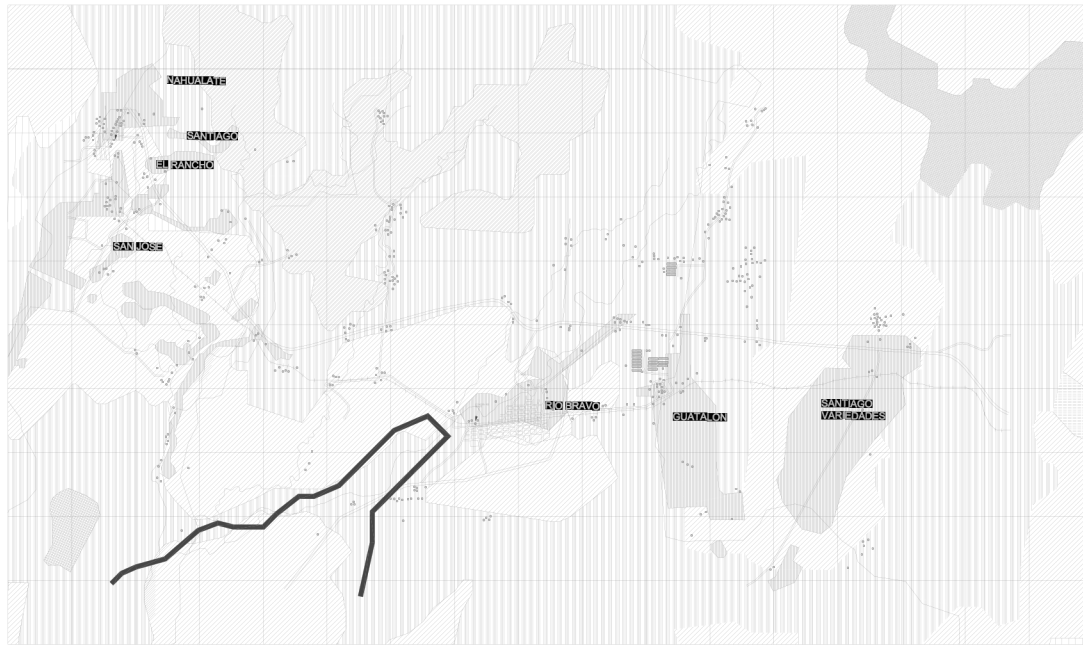 NAHUALATE
SANTIAGO
EL RANCHO
SAN JOSE
RIO BRAVO
GUATALON
SANTIAGO
VARIEDADES